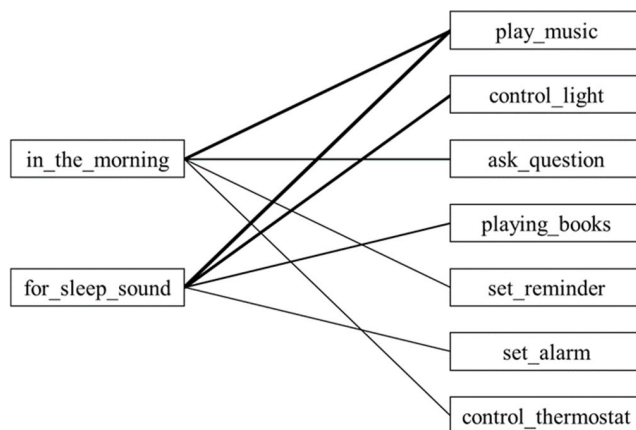 play_music
control_light
in_the_morning
ask_question
playing_books
for_sleep_sound
set_reminder
set_alarm
control_thermostat